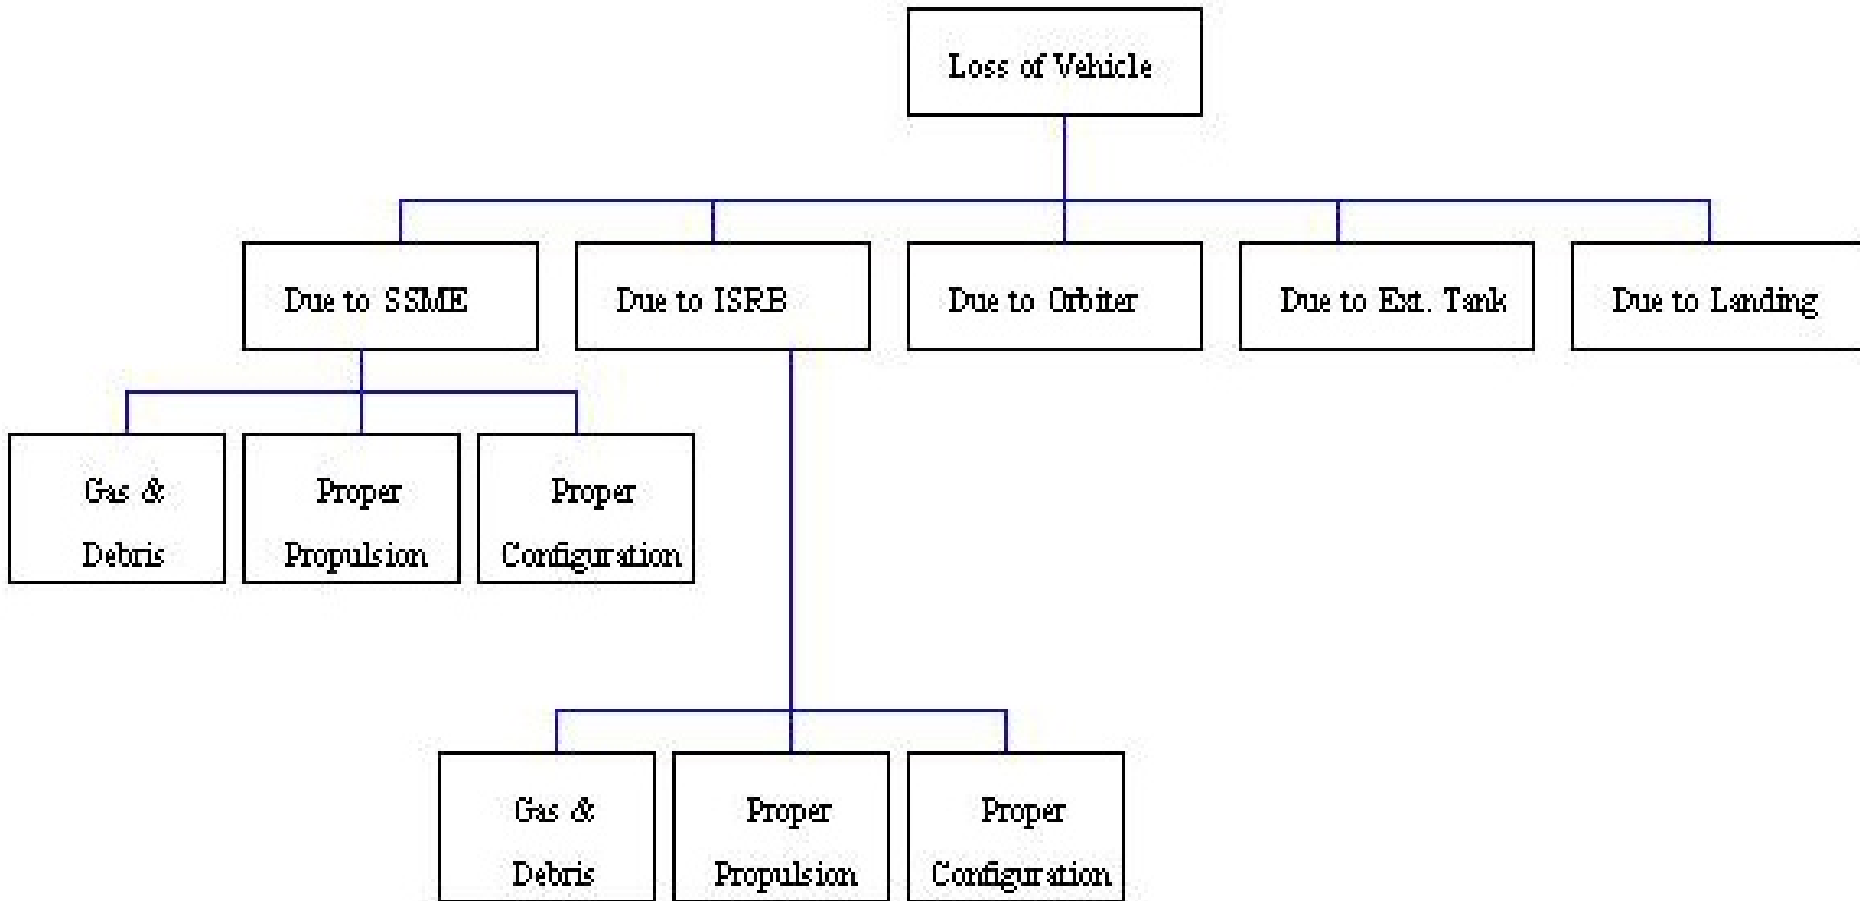 Loss of Vehicle
Due to SSME
Due to ISRB
Due to Orbiter
Due to Ext. Tank
Due to Landing
Gas &
Debris
Proper
Propulsion
Proper
Configuration
Gas &
Debris
Proper
Propulsion
Proper
Configuration